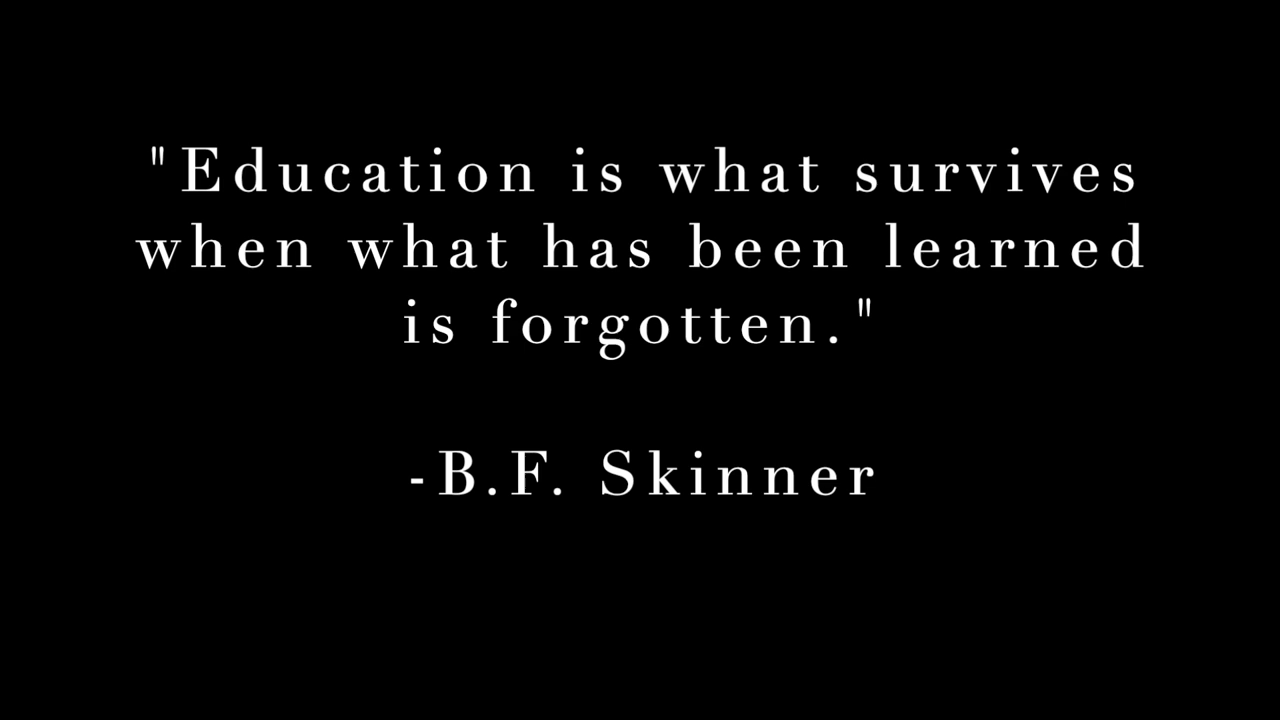 "Education is what survives
when what has been learned
is forgotten."
-B.F. Skinner